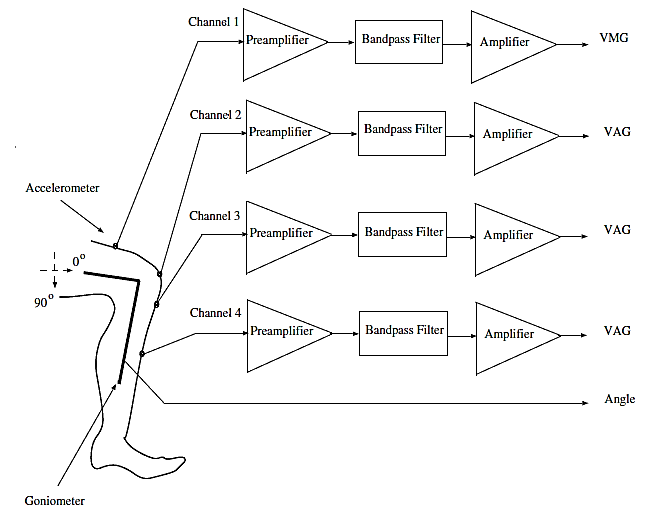 Channel 1
Preamplifier
Bandpass Filter
Amplifier
VMG
Channel 2
Preamplifier
Bandpass Filter
Amplifier
VAG
Accelerometer
Channel 3
Preamplifier
Bandpass Filter
Amplifier
VAG
0°
90°
Channel 4
Preamplifier
Bandpass Filter
Amplifier
VAG
Angle
Goniometer